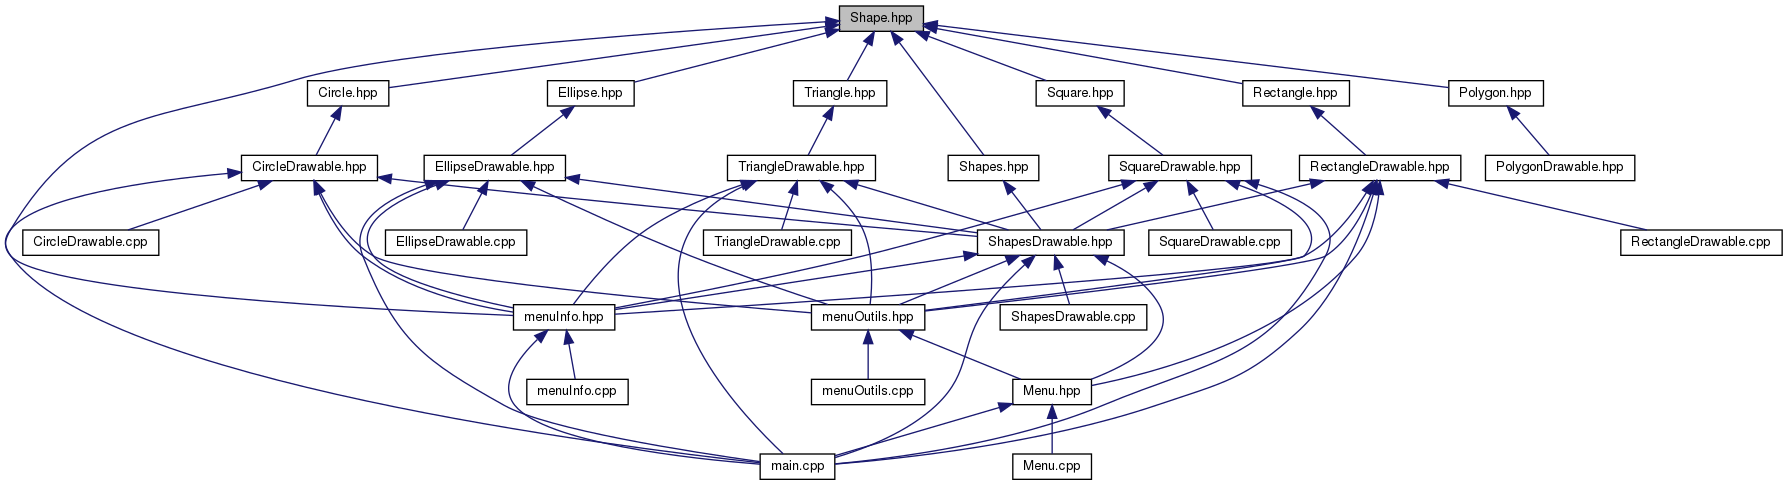 Shape.hpp
Circle.hpp
Ellipse.hpp
Triangle.hpp
Square.hpp
Rectangle.hpp
Polygon.hpp
CircleDrawable.hpp
EllipseDrawable.hpp
TriangleDrawable.hpp
Shapes.hpp
SquareDrawable.hpp
RectangleDrawable.hpp
PolygonDrawable.hpp
CircleDrawable.cpp
EllipseDrawable.cpp
TriangleDrawable.cpp
ShapesDrawable.hpp
SquareDrawable.cpp
RectangleDrawable.cpp
menuInfo.hpp
menuOutils.hpp
ShapesDrawable.cpp
menuInfo.cpp
menuOutils.cpp
Menu.hpp
main.cpp
Menu.cpp